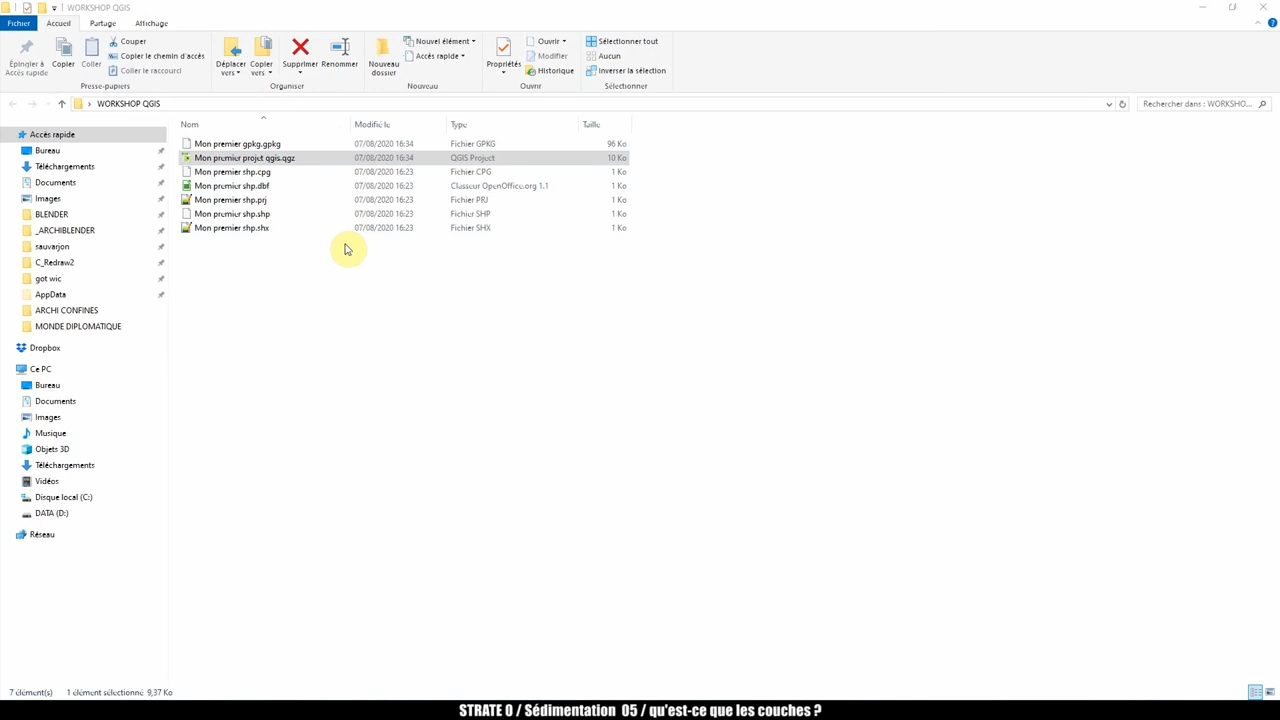 WORKSHOP QGIS
Fichier Accueil Partage Affichage
Épingler à Accès rapide
Copier
Coller
Couper
Copier le chemin d'accès
Coller le raccourci
Déplacer vers
Copier vers
Supprimer
Renommer
Nouveau dossier
Nouvel élément
Accès rapide
Propriétés
Ouvrir
Modifier
Historique
Sélectionner tout
Aucun
Inverser la sélection
Presse-papiers Organiser Nouveau Ouvrir Sélectionner
WORKSHOP QGIS
Rechercher dans : WORKSHO...
Nom Modifié le Type Taille
Mon premier gpkg.gpkg 07/08/2020 16:34 Fichier GPKG 96 Ko
Mon premier projet qgis.qgz 07/08/2020 16:34 QGIS Project 10 Ko
Mon premier shp.cpg 07/08/2020 16:23 Fichier CPG 1 Ko
Mon premier shp.dbf 07/08/2020 16:23 Classeur OpenOffice.org 1.1 1 Ko
Mon premier shp.prj 07/08/2020 16:23 Fichier PRJ 1 Ko
Mon premier shp.shp 07/08/2020 16:23 Fichier SHP 1 Ko
Mon premier shp.shx 07/08/2020 16:23 Fichier SHX 1 Ko
Accès rapide
Bureau
Téléchargements
Documents
Images
BLENDER
_ARCHIBLENDER
sauvarjon
C_Redraw2
got wic
AppData
ARCHI CONFINES
MONDE DIPLOMATIQUE
Dropbox
Ce PC
Bureau
Documents
Images
Musique
Objets 3D
Téléchargements
Vidéos
Disque local (C:)
DATA (D:)
Réseau
7 élément(s) 1 élément sélectionné 9,37 Ko
STRATE 0 / Sédimentation 05 / qu'est-ce que les couches ?